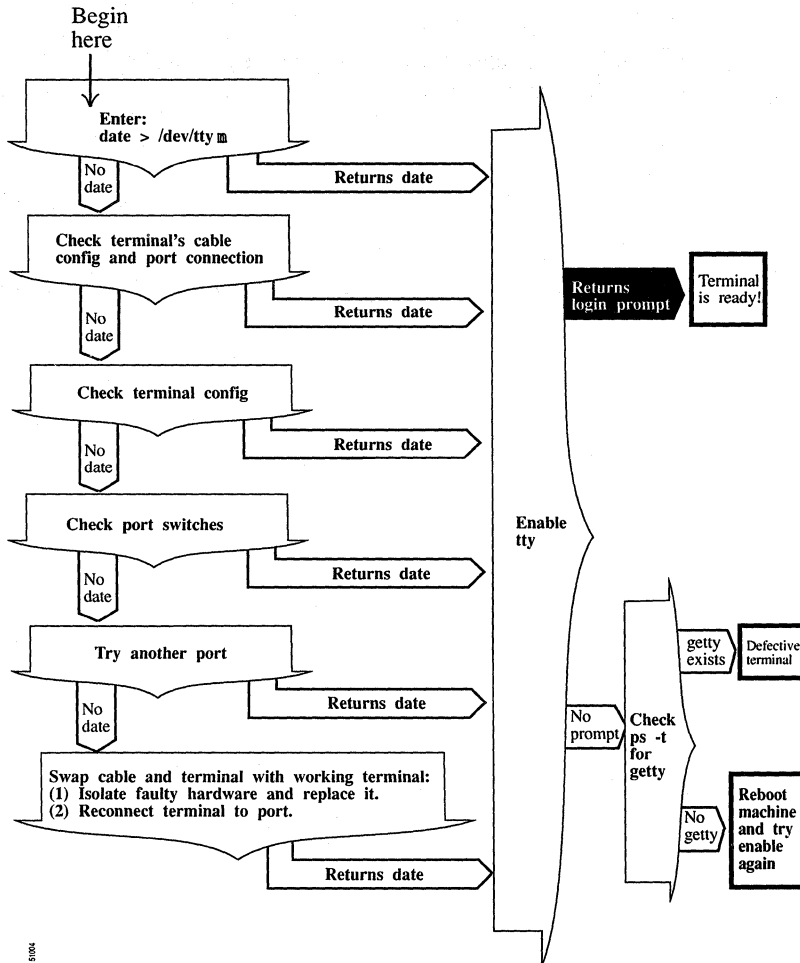 Begin
here
Enter:
date > /dev/tty m
No
date
Returns date
Check terminal's cable
config and port connection
No
date
Returns date
Check terminal config
No
date
Returns date
Check port switches
No
date
Returns date
Try another port
No
date
Returns date
Swap cable and terminal with working terminal:
(1) Isolate faulty hardware and replace it.
(2) Reconnect terminal to port.
Returns date
Enable
tty
Returns
login prompt
Terminal
is ready!
No
prompt
Check
ps -t
for
getty
getty
exists
Defective
terminal
No
getty
Reboot
machine
and try
enable
again
51004